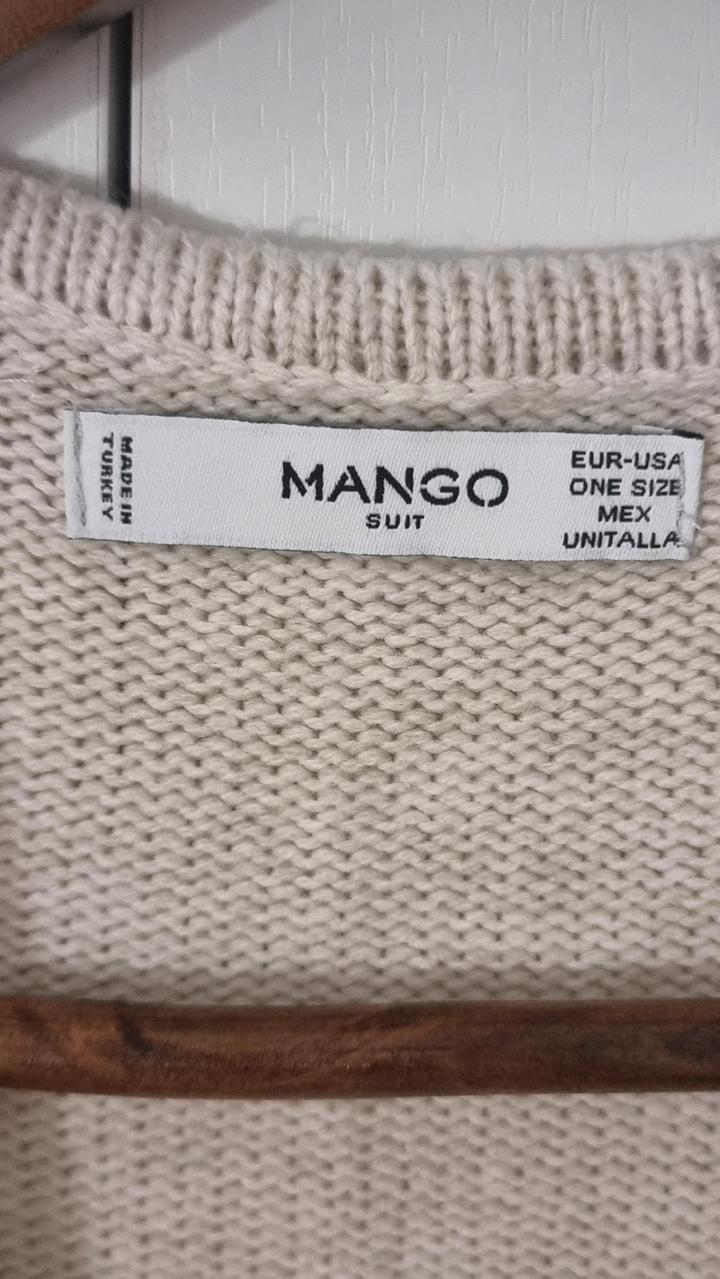 MADE IN
TURKEY
MANGO
SUIT
EUR-USA
ONE SIZE
MEX
UNITALLA